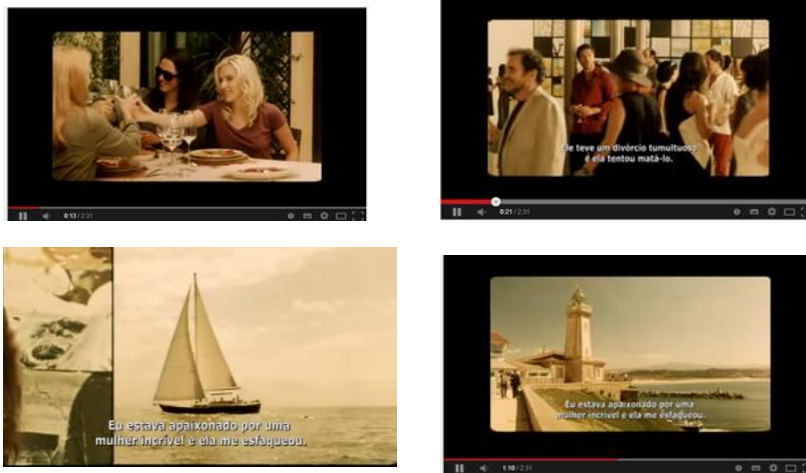 0:13 / 2:31
Ele teve um divórcio tumultuoso
é ela tentou matá-lo.
0:21 / 2:31
Eu estava apaixonado por uma
mulher incrível e ela me esfaqueou.
Eu estava apaixonado por uma
mulher incrível e ela me esfaqueou.
1:10 / 2:31